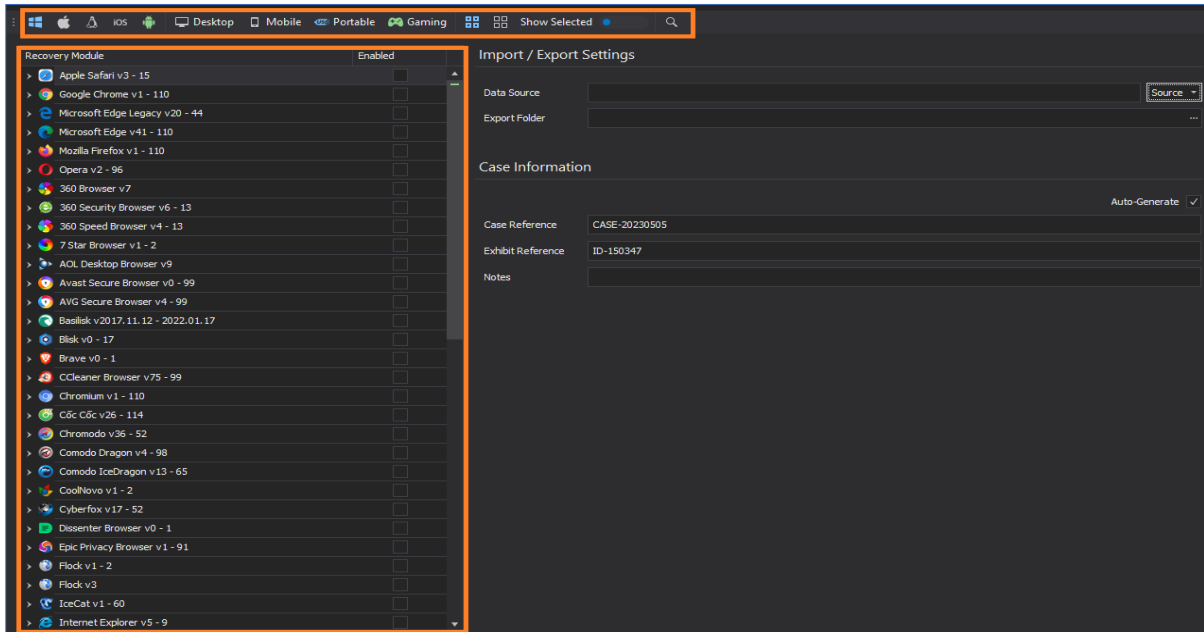 iOS Desktop Mobile Portable Gaming Show Selected
Recovery Module Enabled
Apple Safari v3 - 15
Google Chrome v1 - 110
Microsoft Edge Legacy v20 - 44
Microsoft Edge v41 - 110
Mozilla Firefox v1 - 110
Opera v2 - 96
360 Browser v7
360 Security Browser v6 - 13
360 Speed Browser v4 - 13
7 Star Browser v1 - 2
AOL Desktop Browser v9
Avast Secure Browser v0 - 99
AVG Secure Browser v4 - 99
Basilisk v2017.11.12 - 2022.01.17
Blisk v0 - 17
Brave v0 - 1
CCleaner Browser v75 - 99
Chromium v1 - 110
Cốc Cốc v26 - 114
Chromodo v36 - 52
Comodo Dragon v4 - 98
Comodo IceDragon v13 - 65
CoolNovo v1 - 2
Cyberfox v17 - 52
Dissenter Browser v0 - 1
Epic Privacy Browser v1 - 91
Flock v1 - 2
Flock v3
IceCat v1 - 60
Internet Explorer v5 - 9
Import / Export Settings
Data Source Source
Export Folder ...
Case Information
Auto-Generate
Case Reference CASE-20230505
Exhibit Reference ID-150347
Notes